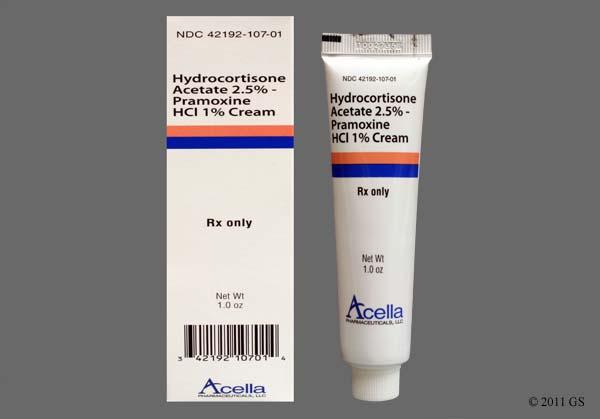 NDC 42192-107-01
Hydrocortisone
Acetate 2.5% -
Pramoxine
HCl 1% Cream
Rx only
Net Wt
1.0 oz
3 42192 10701 4
Acella
PHARMACEUTICALS, LLC
NDC 42192-107-01
Hydrocortisone
Acetate 2.5% -
Pramoxine
HCl 1% Cream
Rx only
Net Wt
1.0 oz
Acella
PHARMACEUTICALS, LLC
© 2011 GS